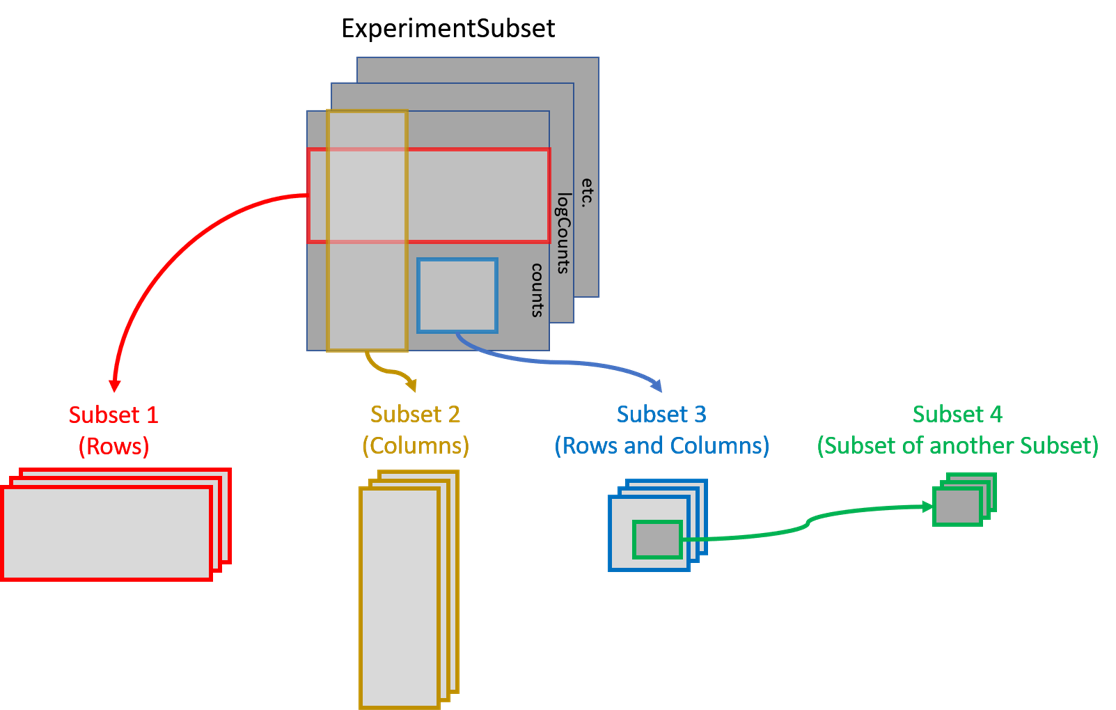 ExperimentSubset
etc.
logCounts
counts
Subset 1
(Rows)
Subset 2
(Columns)
Subset 3
(Rows and Columns)
Subset 4
(Subset of another Subset)